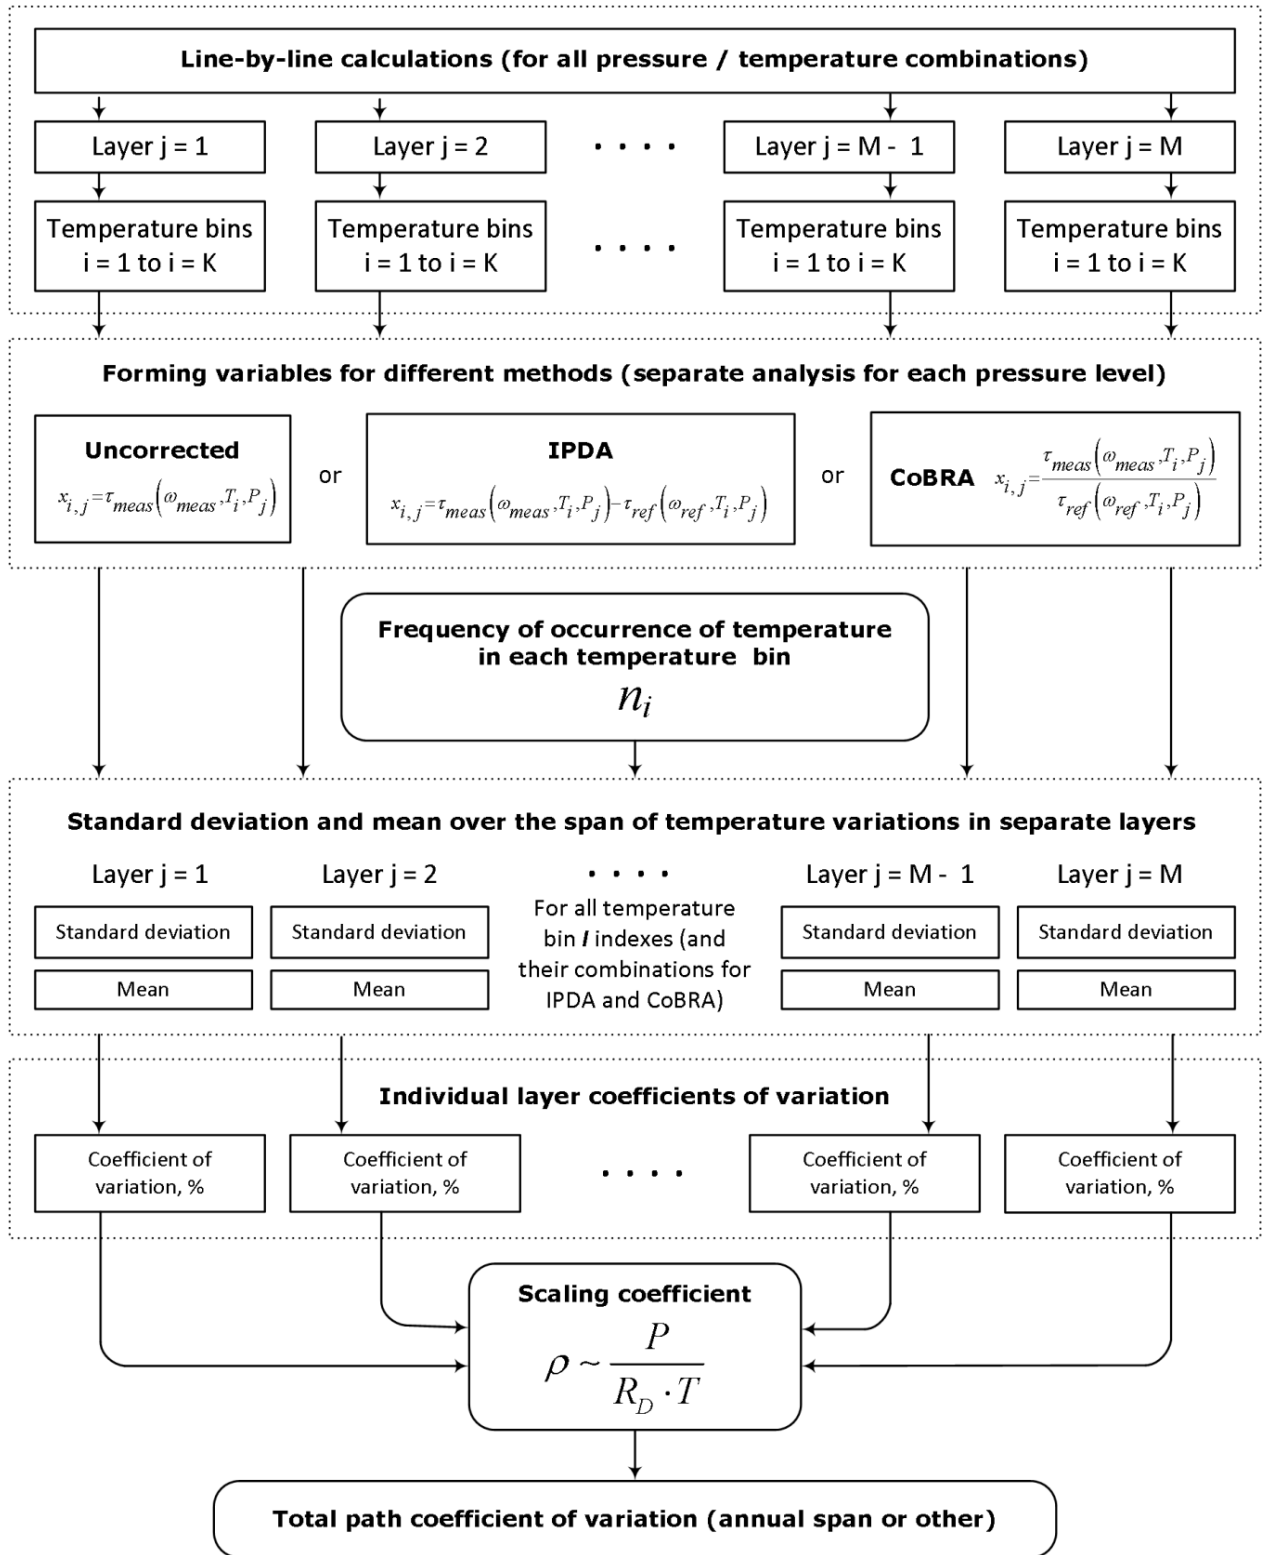 Line-by-line calculations (for all pressure / temperature combinations)
Layer j = 1
Layer j = 2
. . . .
Layer j = M - 1
Layer j = M
Temperature bins
i = 1 to i = K
Temperature bins
i = 1 to i = K
. . . .
Temperature bins
i = 1 to i = K
Temperature bins
i = 1 to i = K
Forming variables for different methods (separate analysis for each pressure level)
Uncorrected
x_{i,j}=τ_{meas}(ω_{meas},T_i,P_j)
or
IPDA
x_{i,j}=τ_{meas}(ω_{meas},T_i,P_j)−τ_{ref}(ω_{ref},T_i,P_j)
or
CoBRA x_{i,j}=τ_{meas}(ω_{meas},T_i,P_j)/τ_{ref}(ω_{ref},T_i,P_j)
Frequency of occurrence of temperature
in each temperature bin
n_i
Standard deviation and mean over the span of temperature variations in separate layers
Layer j = 1
Standard deviation
Mean
Layer j = 2
Standard deviation
Mean
. . . .
For all temperature
bin I indexes (and
their combinations for
IPDA and CoBRA)
Layer j = M - 1
Standard deviation
Mean
Layer j = M
Standard deviation
Mean
Individual layer coefficients of variation
Coefficient of
variation, %
Coefficient of
variation, %
. . . .
Coefficient of
variation, %
Coefficient of
variation, %
Scaling coefficient
ρ ~ P/(R_D · T)
Total path coefficient of variation (annual span or other)